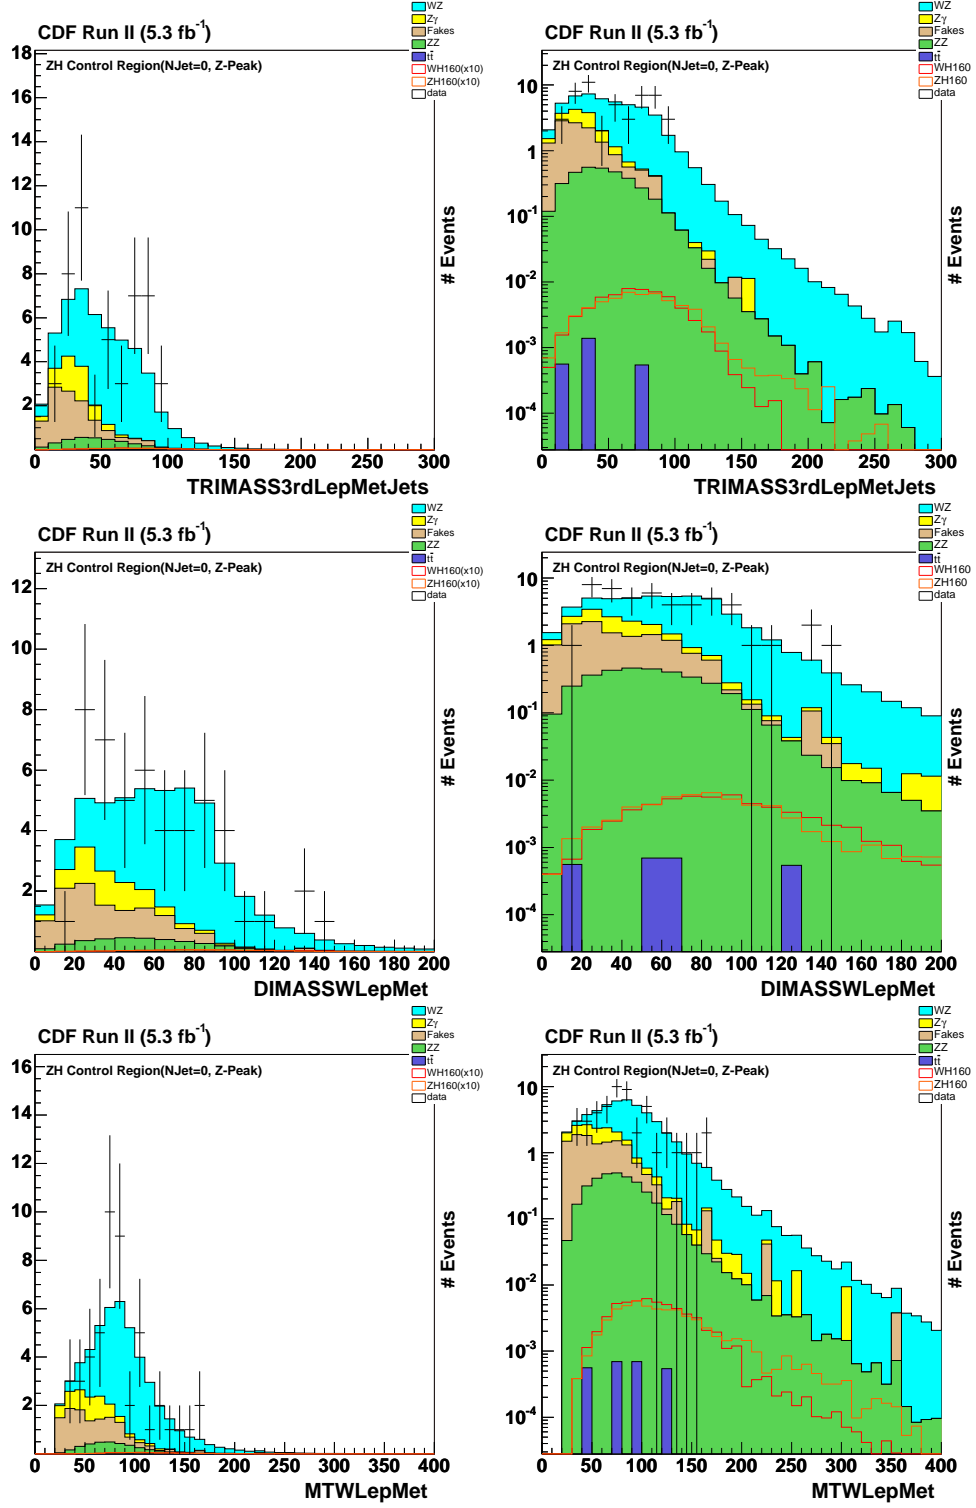 CDF Run II (5.3 fb⁻¹)
ZH Control Region(NJet=0, Z-Peak)
WZ
Zγ
Fakes
ZZ
tt̄
WH160(x10)
ZH160(x10)
data
18
16
14
12
10
8
6
4
2
0 50 100 150 200 250 300
# Events
TRIMASS3rdLepMetJets
CDF Run II (5.3 fb⁻¹)
ZH Control Region(NJet=0, Z-Peak)
WZ
Zγ
Fakes
ZZ
tt̄
WH160
ZH160
data
10
1
10⁻¹
10⁻²
10⁻³
10⁻⁴
0 50 100 150 200 250 300
# Events
TRIMASS3rdLepMetJets
CDF Run II (5.3 fb⁻¹)
ZH Control Region(NJet=0, Z-Peak)
WZ
Zγ
Fakes
ZZ
tt̄
WH160(x10)
ZH160(x10)
data
12
10
8
6
4
2
0 20 40 60 80 100 120 140 160 180 200
# Events
DIMASSWLepMet
CDF Run II (5.3 fb⁻¹)
ZH Control Region(NJet=0, Z-Peak)
WZ
Zγ
Fakes
ZZ
tt̄
WH160
ZH160
data
10
1
10⁻¹
10⁻²
10⁻³
10⁻⁴
0 20 40 60 80 100 120 140 160 180 200
# Events
DIMASSWLepMet
CDF Run II (5.3 fb⁻¹)
ZH Control Region(NJet=0, Z-Peak)
WZ
Zγ
Fakes
ZZ
tt̄
WH160(x10)
ZH160(x10)
data
16
14
12
10
8
6
4
2
0 50 100 150 200 250 300 350 400
# Events
MTWLepMet
CDF Run II (5.3 fb⁻¹)
ZH Control Region(NJet=0, Z-Peak)
WZ
Zγ
Fakes
ZZ
tt̄
WH160
ZH160
data
10
1
10⁻¹
10⁻²
10⁻³
10⁻⁴
0 50 100 150 200 250 300 350 400
# Events
MTWLepMet